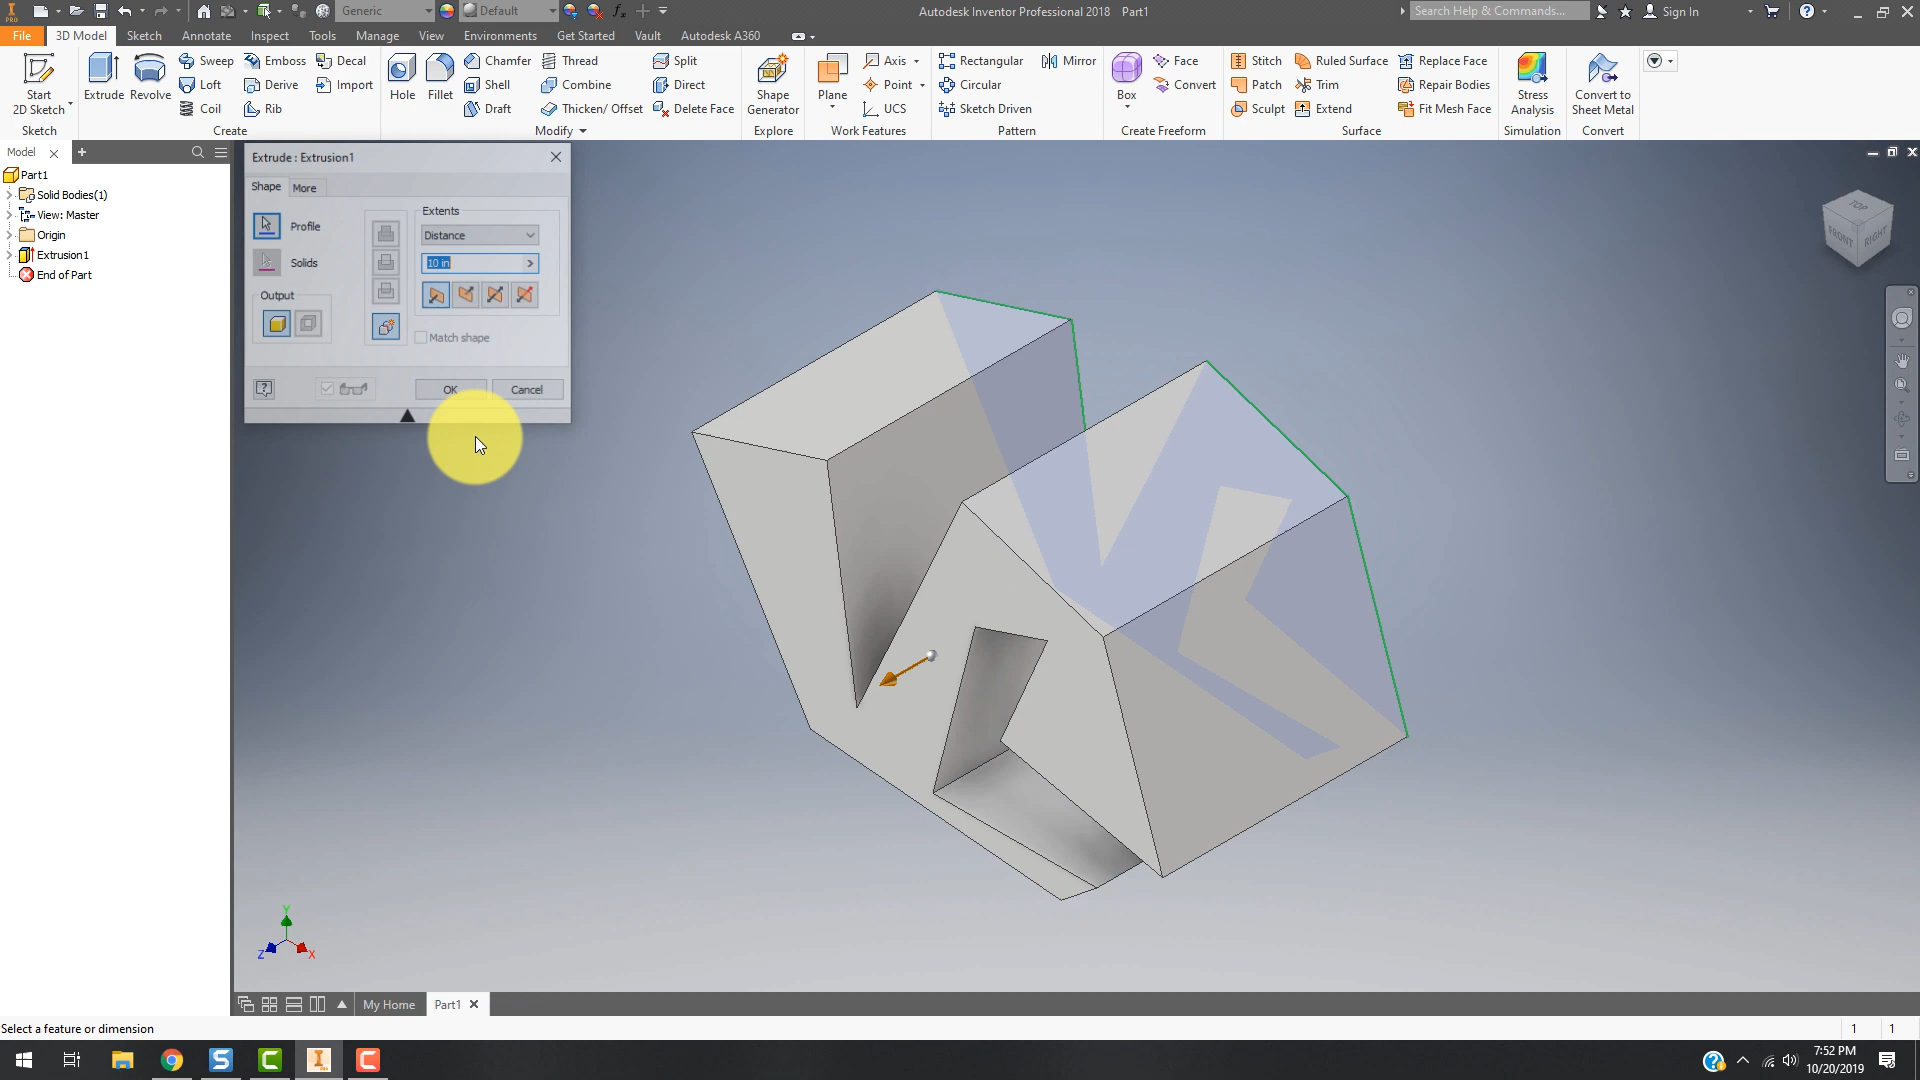 Generic
Default
Autodesk Inventor Professional 2018 Part1
Search Help & Commands...
Sign In
PRO
File 3D Model Sketch Annotate Inspect Tools Manage View Environments Get Started Vault Autodesk A360
Start
2D Sketch
Sketch
Extrude Revolve
Sweep Emboss Decal
Loft Derive Import
Coil Rib
Create
Hole Fillet
Chamfer Thread Split
Shell Combine Direct
Draft Thicken/ Offset Delete Face
Modify
Shape
Generator
Explore
Plane
Axis
Point
UCS
Work Features
Rectangular Mirror
Circular
Sketch Driven
Pattern
Box
Face
Convert
Create Freeform
Stitch Ruled Surface Replace Face
Patch Trim Repair Bodies
Sculpt Extend Fit Mesh Face
Surface
Stress
Analysis
Simulation
Convert to
Sheet Metal
Convert
Model
Part1
Solid Bodies(1)
View: Master
Origin
Extrusion1
End of Part
Extrude : Extrusion1
Shape More
Profile
Solids
Output
Extents
Distance
10 in
Match shape
OK Cancel
TOP
FRONT RIGHT
Y
Z X
My Home Part1
Select a feature or dimension
1 1
7:52 PM
10/20/2019